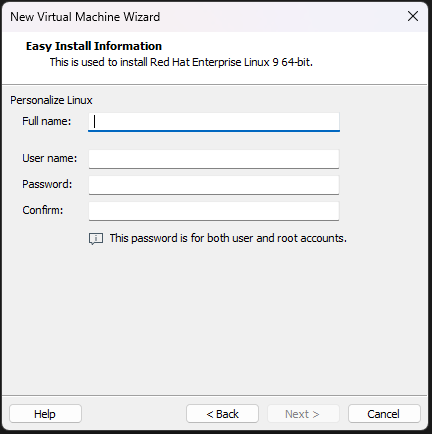 New Virtual Machine Wizard
Easy Install Information
This is used to install Red Hat Enterprise Linux 9 64-bit.
Personalize Linux
Full name:
User name:
Password:
Confirm:
This password is for both user and root accounts.
Help
< Back
Next >
Cancel